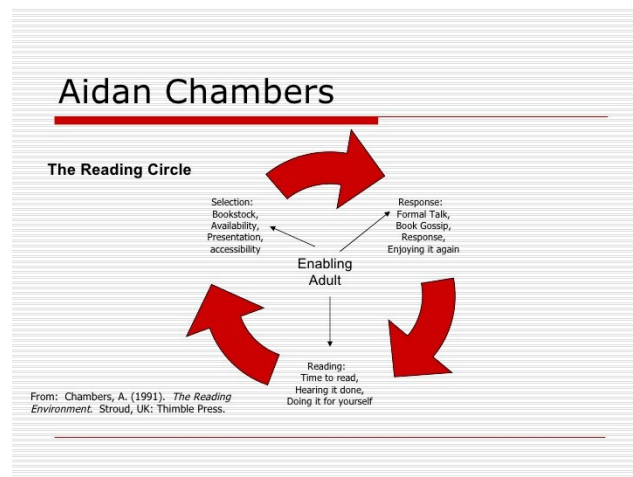 Aidan Chambers
The Reading Circle
Selection:
Bookstock,
Availability,
Presentation,
accessibility
Response:
Formal Talk,
Book Gossip,
Response,
Enjoying it again
Enabling
Adult
Reading:
Time to read,
Hearing it done,
Doing it for yourself
From:  Chambers, A. (1991).  The Reading
Environment.  Stroud, UK: Thimble Press.